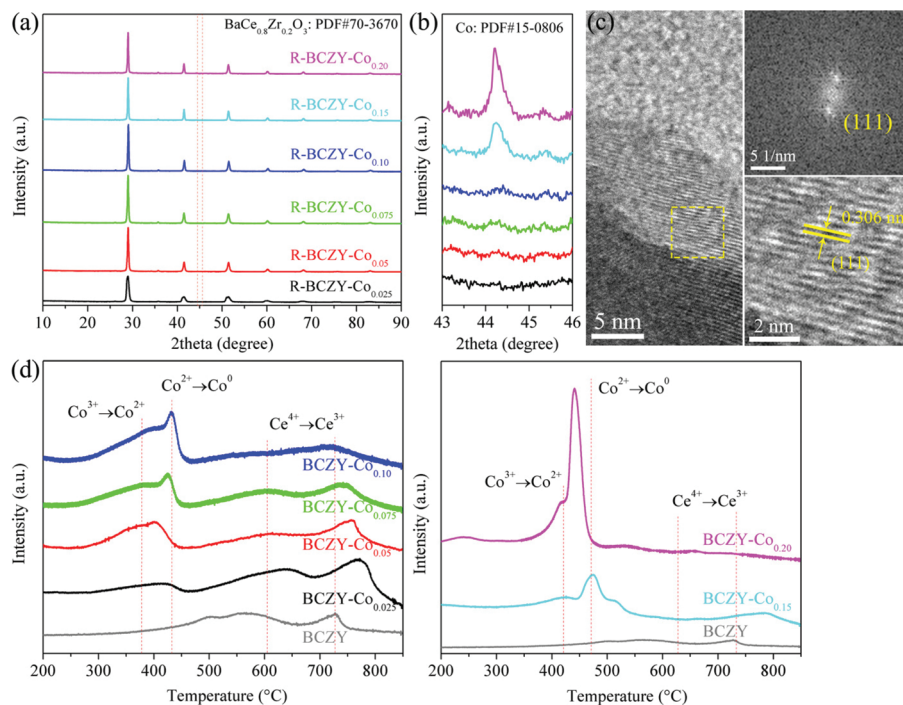 (a)
BaCe0.8Zr0.2O3: PDF#70-3670
R-BCZY-Co0.20
R-BCZY-Co0.15
R-BCZY-Co0.10
R-BCZY-Co0.075
R-BCZY-Co0.05
R-BCZY-Co0.025
Intensity (a.u.)
10 20 30 40 50 60 70 80 90
2theta (degree)
(b)
Co: PDF#15-0806
Intensity (a.u.)
43 44 45 46
2theta (degree)
(c)
5 nm
(111)
5 1/nm
0.306 nm
(111)
2 nm
(d)
Co2+→Co0
Co3+→Co2+
Ce4+→Ce3+
BCZY-Co0.10
BCZY-Co0.075
BCZY-Co0.05
BCZY-Co0.025
BCZY
Intensity (a.u.)
200 300 400 500 600 700 800
Temperature (°C)
Co2+→Co0
Co3+→Co2+
Ce4+→Ce3+
BCZY-Co0.20
BCZY-Co0.15
BCZY
Intensity (a.u.)
200 300 400 500 600 700 800
Temperature (°C)